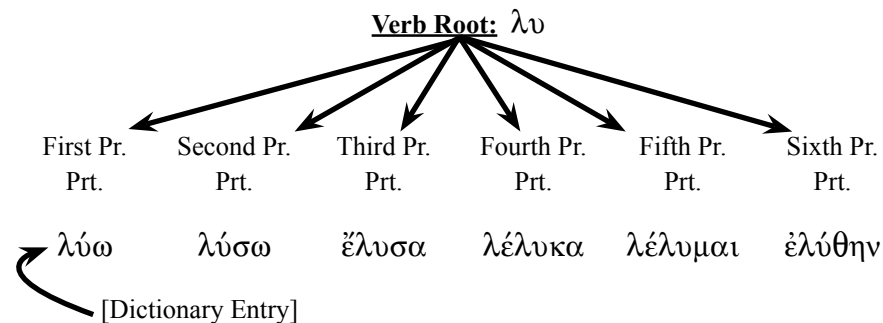 Verb Root: λυ
First Pr. Second Pr. Third Pr. Fourth Pr. Fifth Pr. Sixth Pr.
Prt. Prt. Prt. Prt. Prt. Prt.
λύω λύσω ἔλυσα λέλυκα λέλυμαι ἐλύθην
[Dictionary Entry]